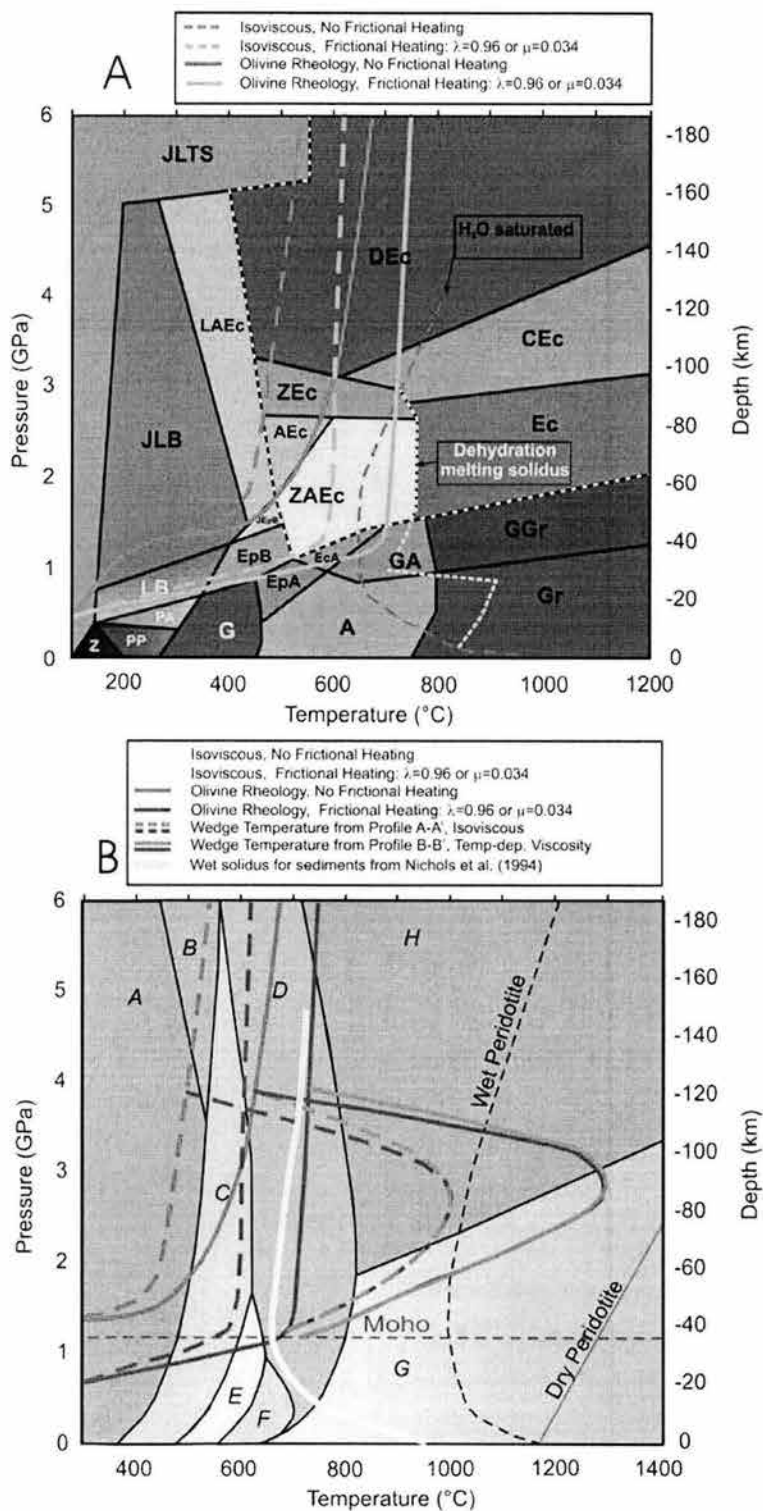 A
Isoviscous, No Frictional Heating
Isoviscous, Frictional Heating: λ=0.96 or μ=0.034
Olivine Rheology, No Frictional Heating
Olivine Rheology, Frictional Heating: λ=0.96 or μ=0.034
6
5
4
3
2
1
0
Pressure (GPa)
-180
-160
-140
-120
-100
-80
-60
-40
-20
0
Depth (km)
JLTS
H₂O saturated
DEc
LAEc
CEc
ZEc
JLB
AEc
Ec
Dehydration
melting solidus
ZAEc
GGr
EpB
EcA
GA
LB
EpA
Gr
PA
Z
PP
G
A
200
400
600
800
1000
1200
Temperature (°C)
B
Isoviscous, No Frictional Heating
Isoviscous, Frictional Heating: λ=0.96 or μ=0.034
Olivine Rheology, No Frictional Heating
Olivine Rheology, Frictional Heating: λ=0.96 or μ=0.034
Wedge Temperature from Profile A-A', Isoviscous
Wedge Temperature from Profile B-B', Temp-dep. Viscosity
Wet solidus for sediments from Nichols et al. (1994)
6
5
4
3
2
1
0
Pressure (GPa)
-180
-160
-140
-120
-100
-80
-60
-40
-20
0
Depth (km)
A
B
D
H
Wet Peridotite
C
Moho
Dry Peridotite
E
F
G
400
600
800
1000
1200
1400
Temperature (°C)